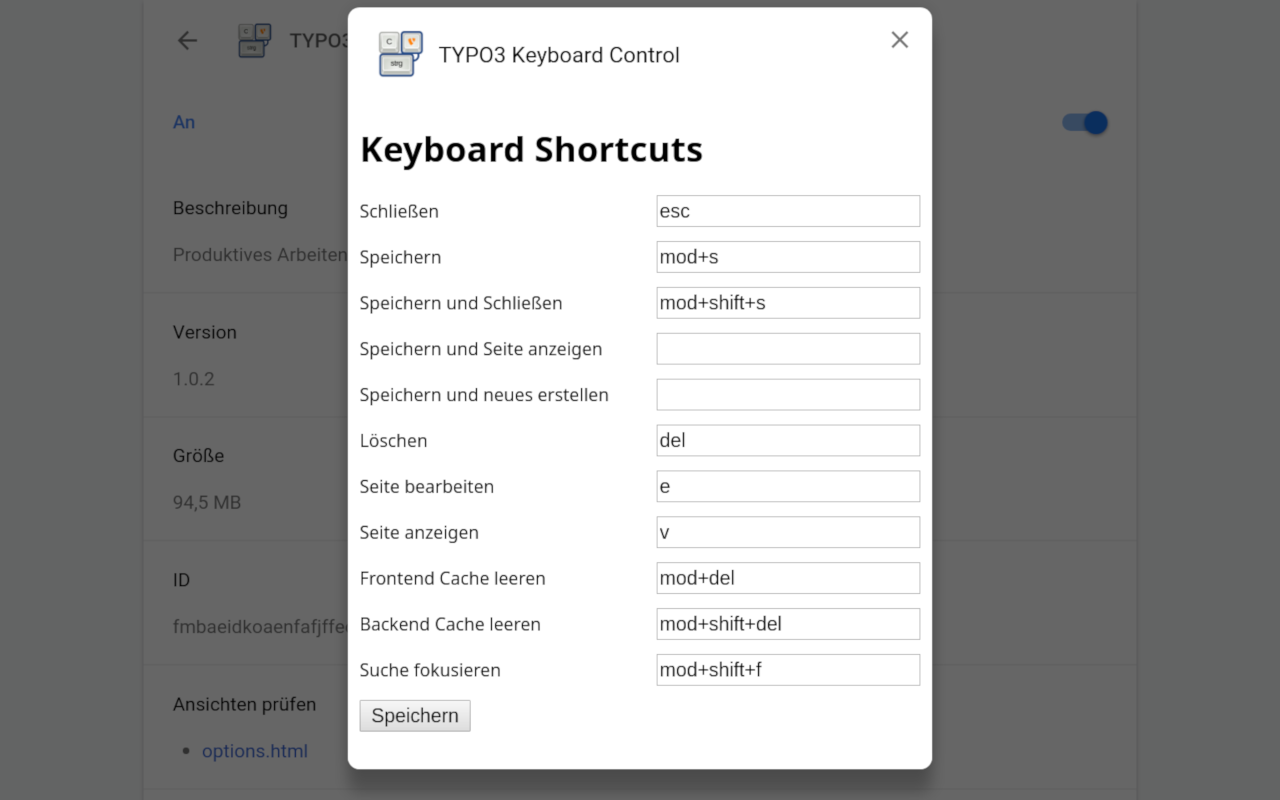 TYPO3
C
strg
TYPO3 Keyboard Control
An
Keyboard Shortcuts
Beschreibung
Produktives Arbeiten
Schließen esc
Speichern mod+s
Speichern und Schließen mod+shift+s
Version
Speichern und Seite anzeigen
1.0.2
Speichern und neues erstellen
Löschen del
Größe
Seite bearbeiten e
94,5 MB
Seite anzeigen v
ID
Frontend Cache leeren mod+del
Backend Cache leeren mod+shift+del
Suche fokusieren mod+shift+f
Ansichten prüfen
Speichern
options.html